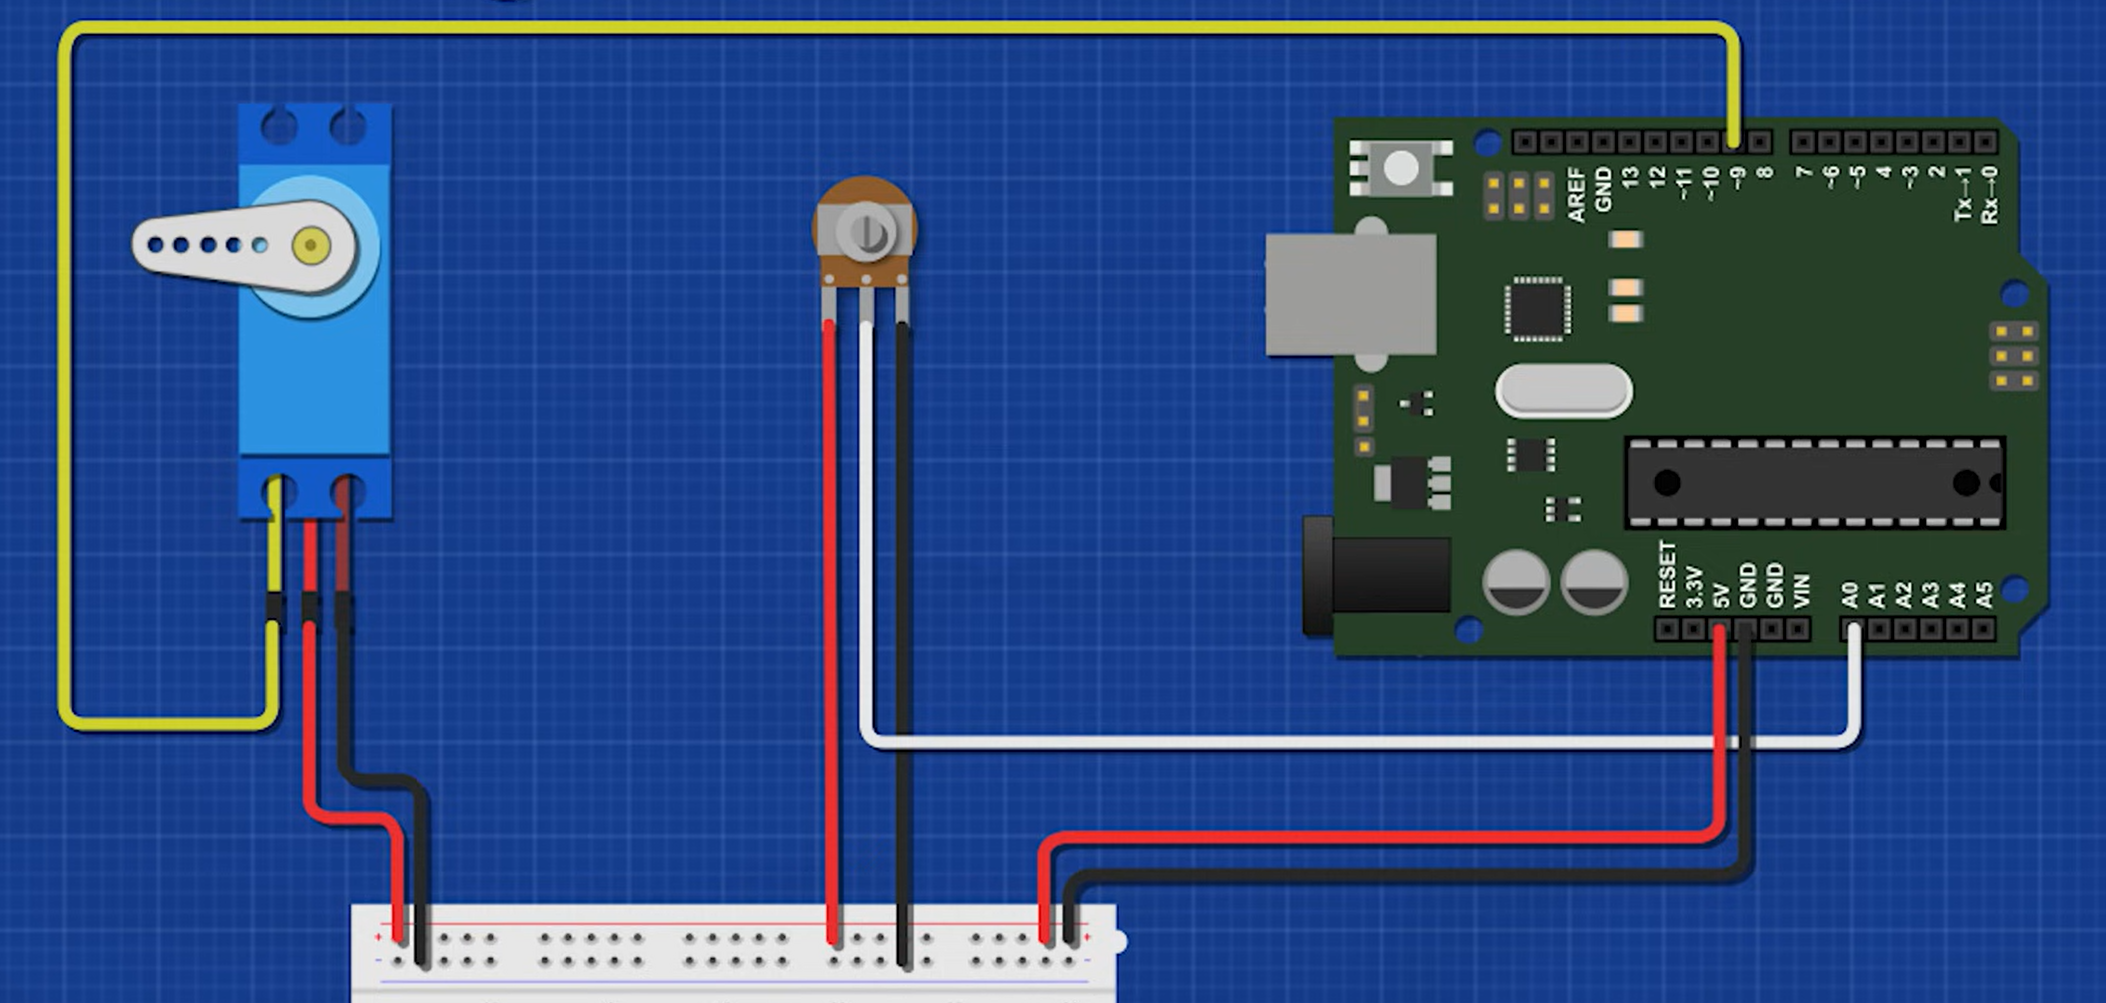 AREF
GND
13
12
~11
~10
~9
8
7
~6
~5
4
~3
2
Tx→1
Rx→0
RESET
3.3V
5V
GND
GND
VIN
A0
A1
A2
A3
A4
A5
+
+
-
-